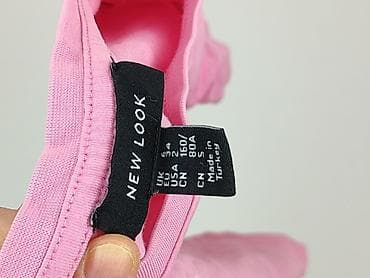 NEW LOOK
UK 6
EU 34
USA 2
CN 160/
80A
CN S
Made in
Turkey